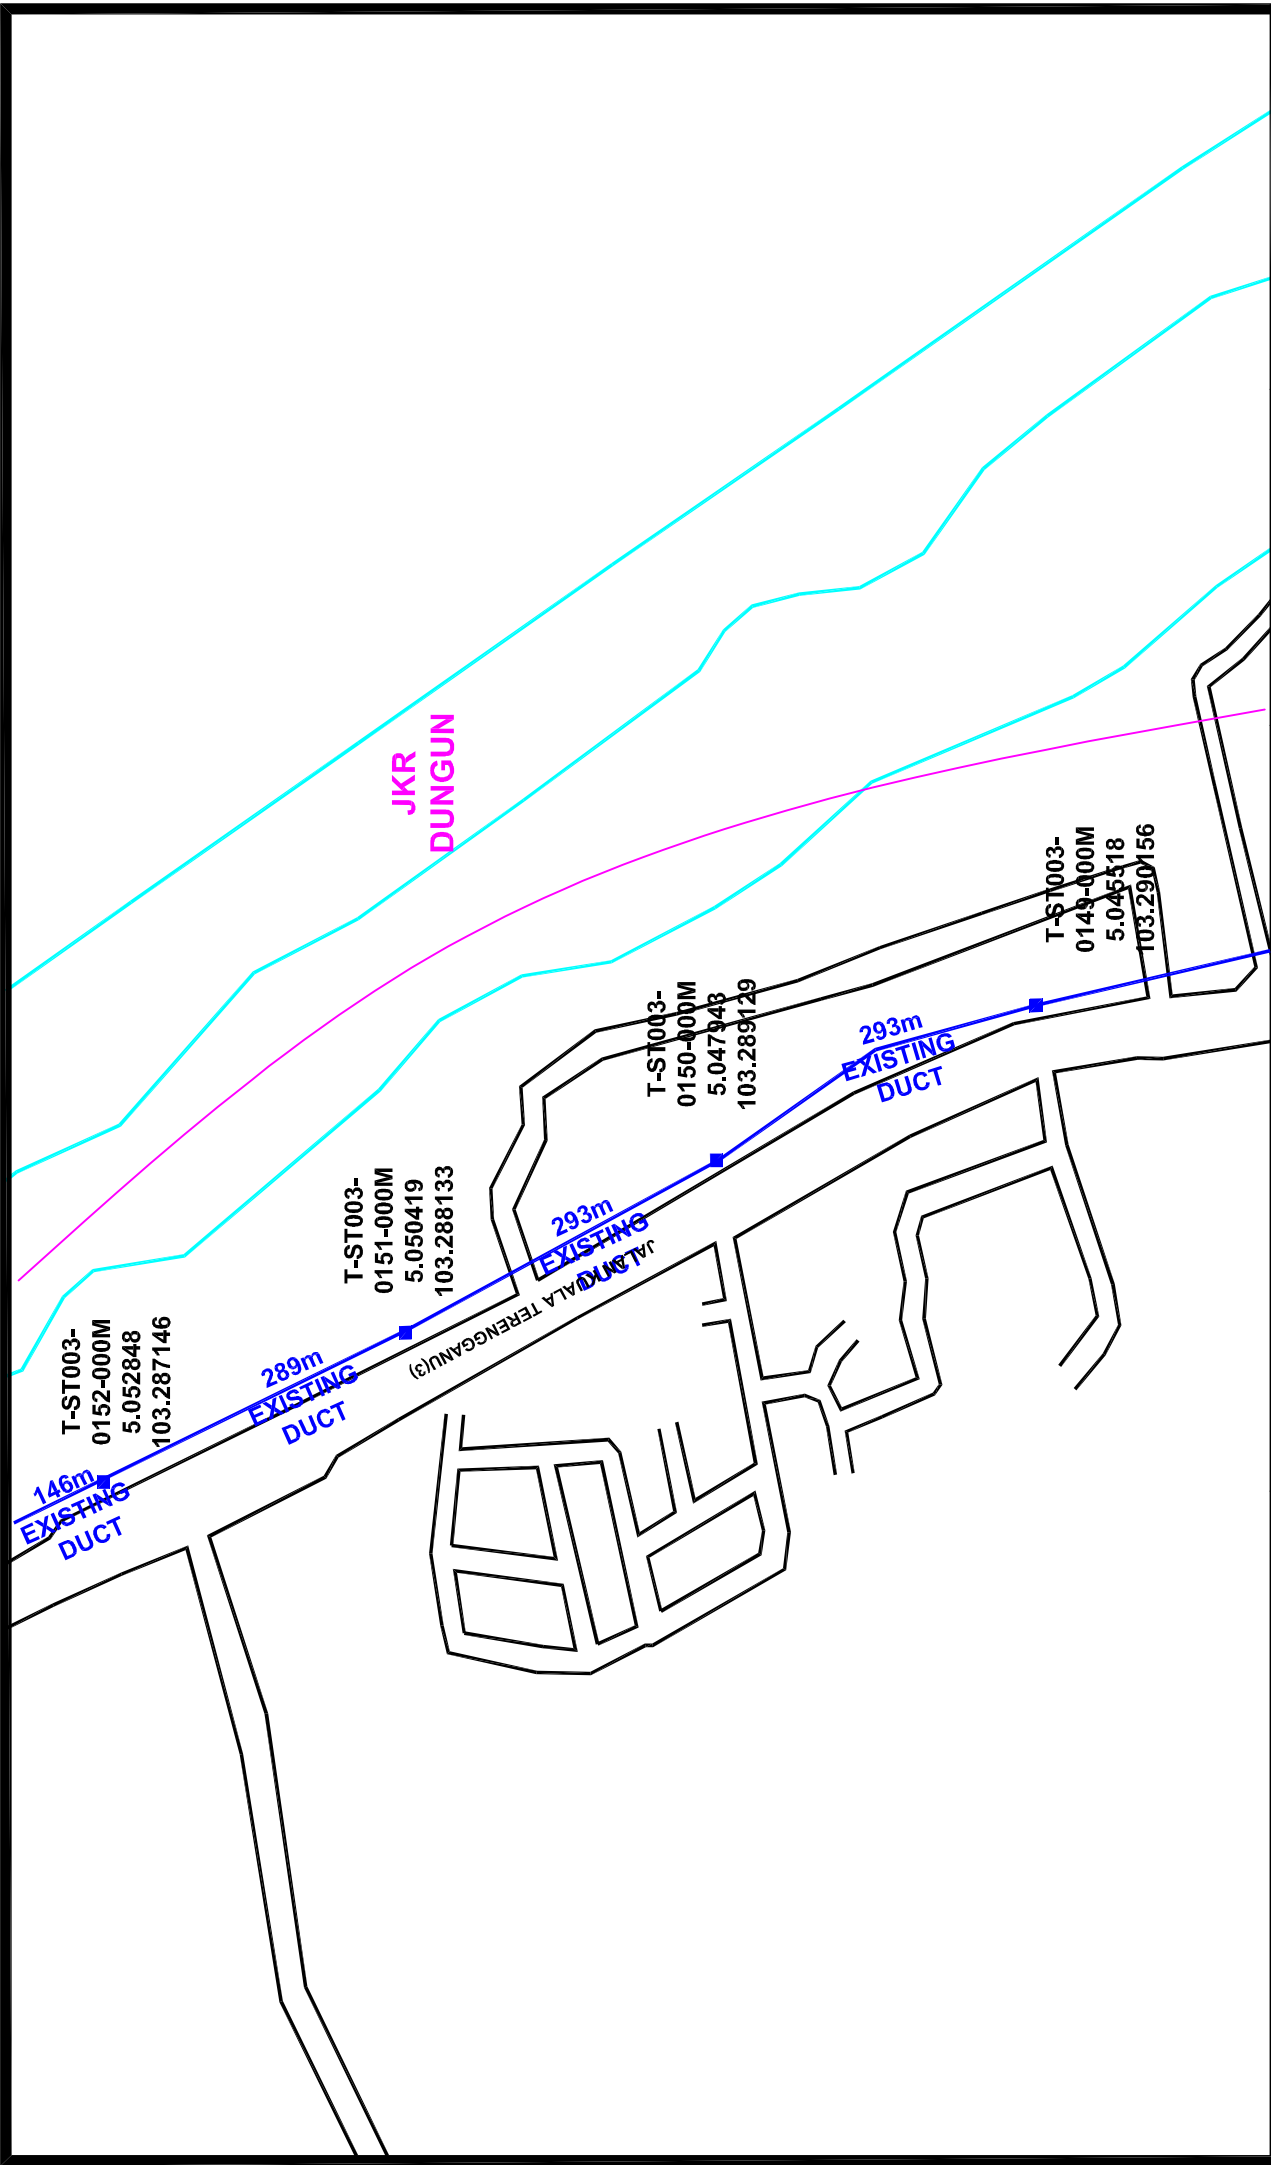 JKR
DUNGUN
T-ST003-
0149-000M
5.045518
103.290156
T-ST003-
0150-000M
5.047943
103.289129
293m
EXISTING
DUCT
T-ST003-
0151-000M
5.050419
103.288133
293m
EXISTING
DUCT
JALAN KUALA TERENGGANU(3)
T-ST003-
0152-000M
5.052848
103.287146
289m
EXISTING
DUCT
146m
EXISTING
DUCT